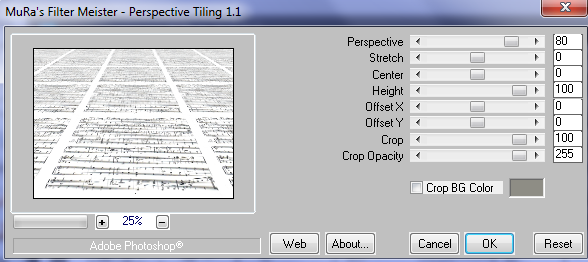 MuRa's Filter Meister - Perspective Tiling 1.1
Perspective 80
Stretch 0
Center 0
Height 100
Offset X 0
Offset Y 0
Crop 100
Crop Opacity 255
Crop BG Color
+ 25% −
Adobe Photoshop©
Web About... Cancel OK Reset